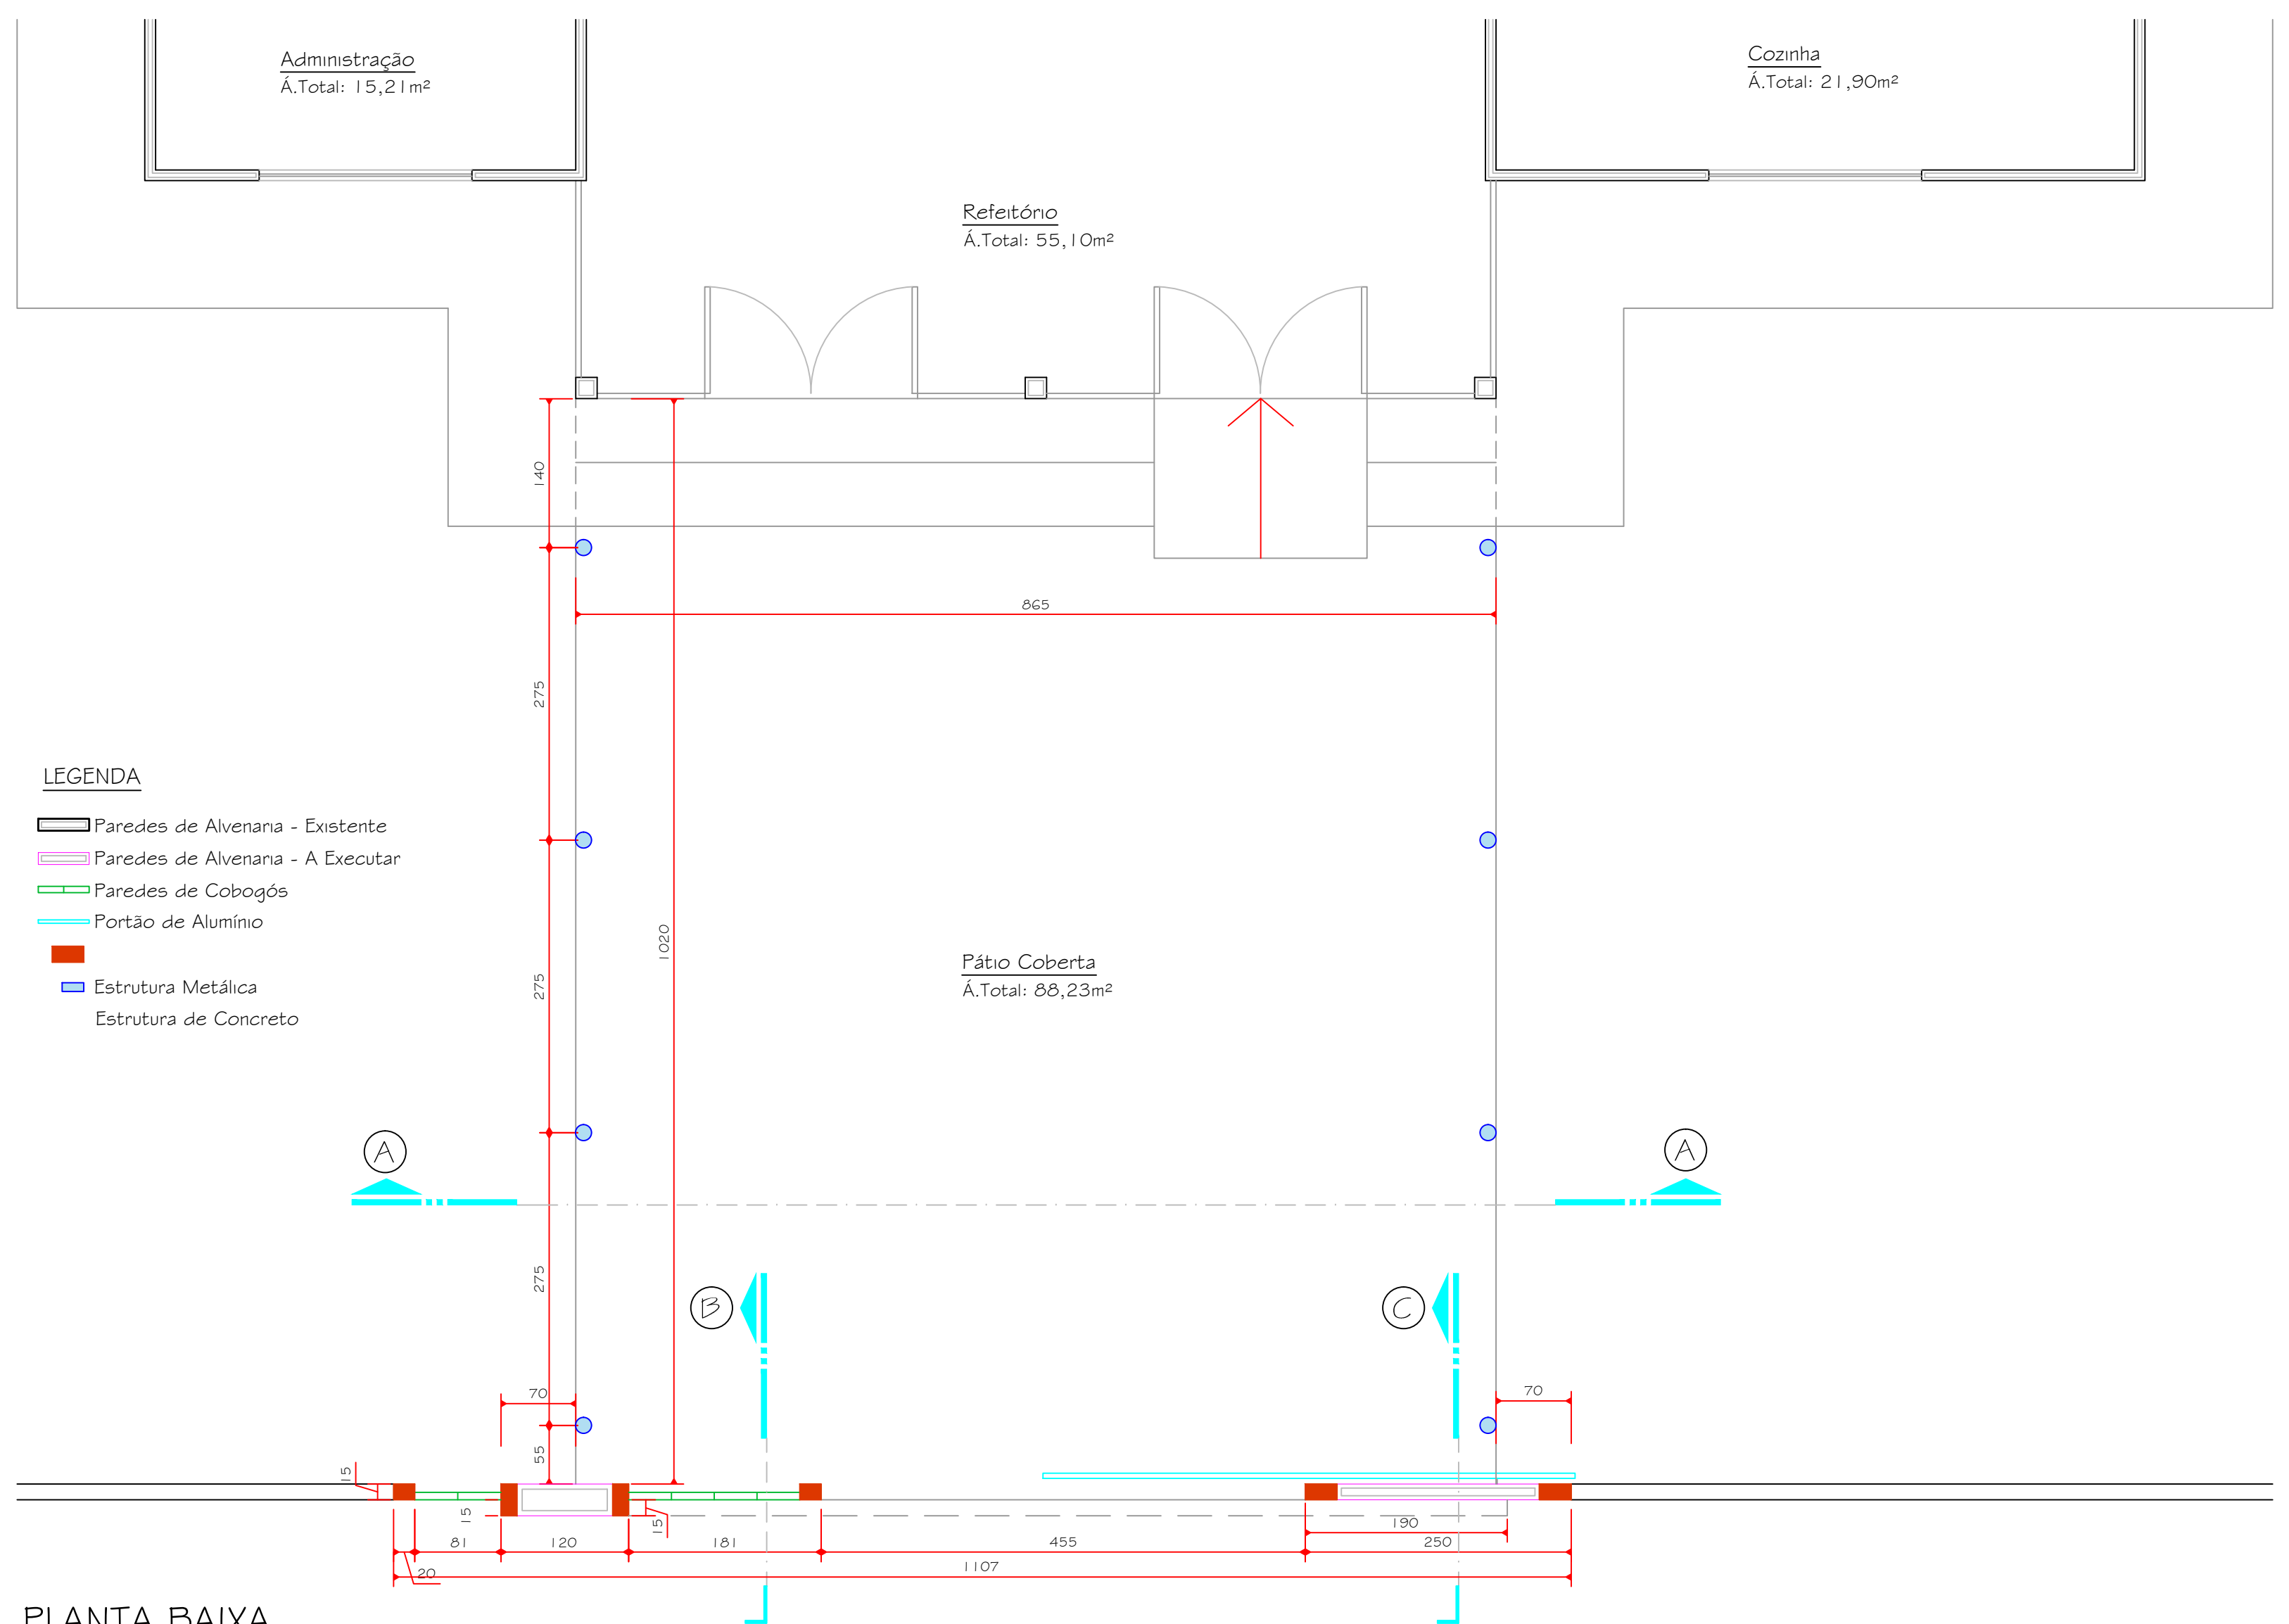 Administração
Á.Total: 15,21m²
Cozinha
Á.Total: 21,90m²
Refeitório
Á.Total: 55,10m²
140
865
275
LEGENDA
Paredes de Alvenaria - Existente
Paredes de Alvenaria - A Executar
Paredes de Cobogós
Portão de Alumínio
Estrutura Metálica
Estrutura de Concreto
275
1020
Pátio Coberta
Á.Total: 88,23m²
A
A
275
B
C
70
70
55
15
15
15
190
81
120
181
455
250
20
1107
PLANTA BAIXA